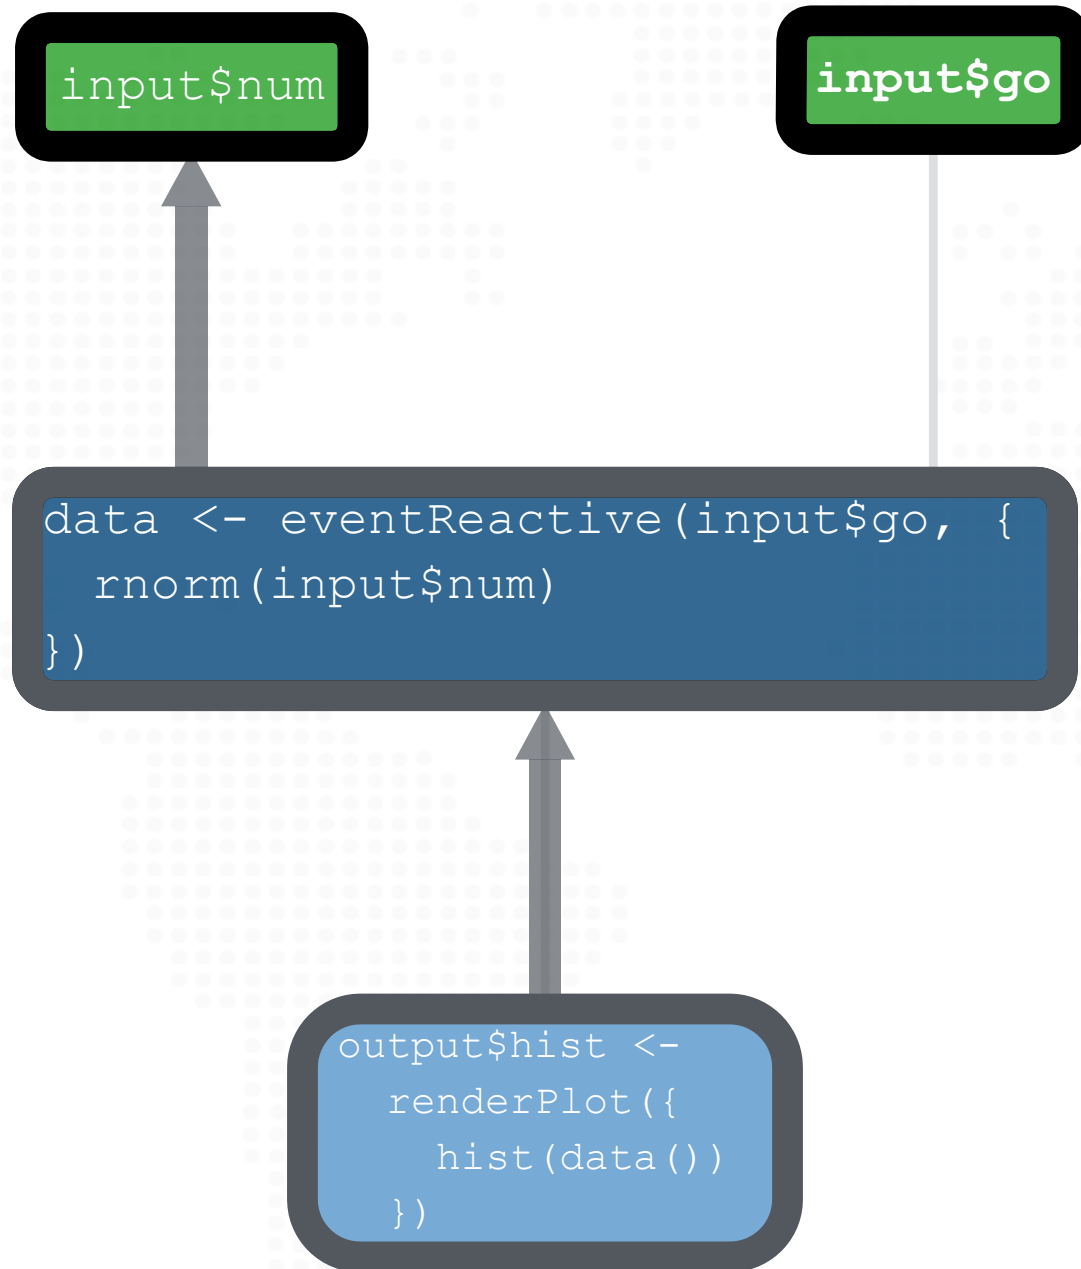 input$num
input$go
data <- eventReactive(input$go, {
  rnorm(input$num)
})
output$hist <-
  renderPlot({
    hist(data())
  })